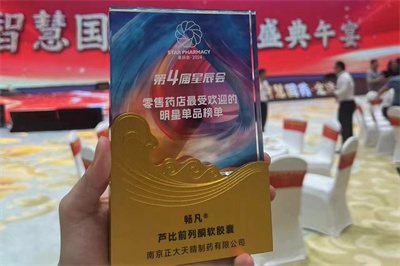 智慧国
盛典午宴
STAR PHARMACY
第4届星辰会
零售药店最受欢迎的
明星单品榜单
畅凡®
芦比前列酮软胶囊
南京正大天晴制药有限公司